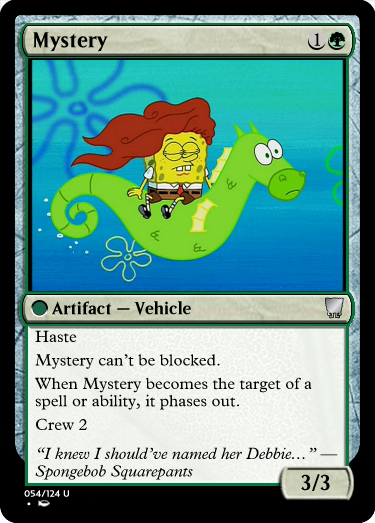 Mystery 1
Artifact — Vehicle
Haste
Mystery can't be blocked.
When Mystery becomes the target of a
spell or ability, it phases out.
Crew 2
“I knew I should've named her Debbie…” —
Spongebob Squarepants
3/3
054/124 U